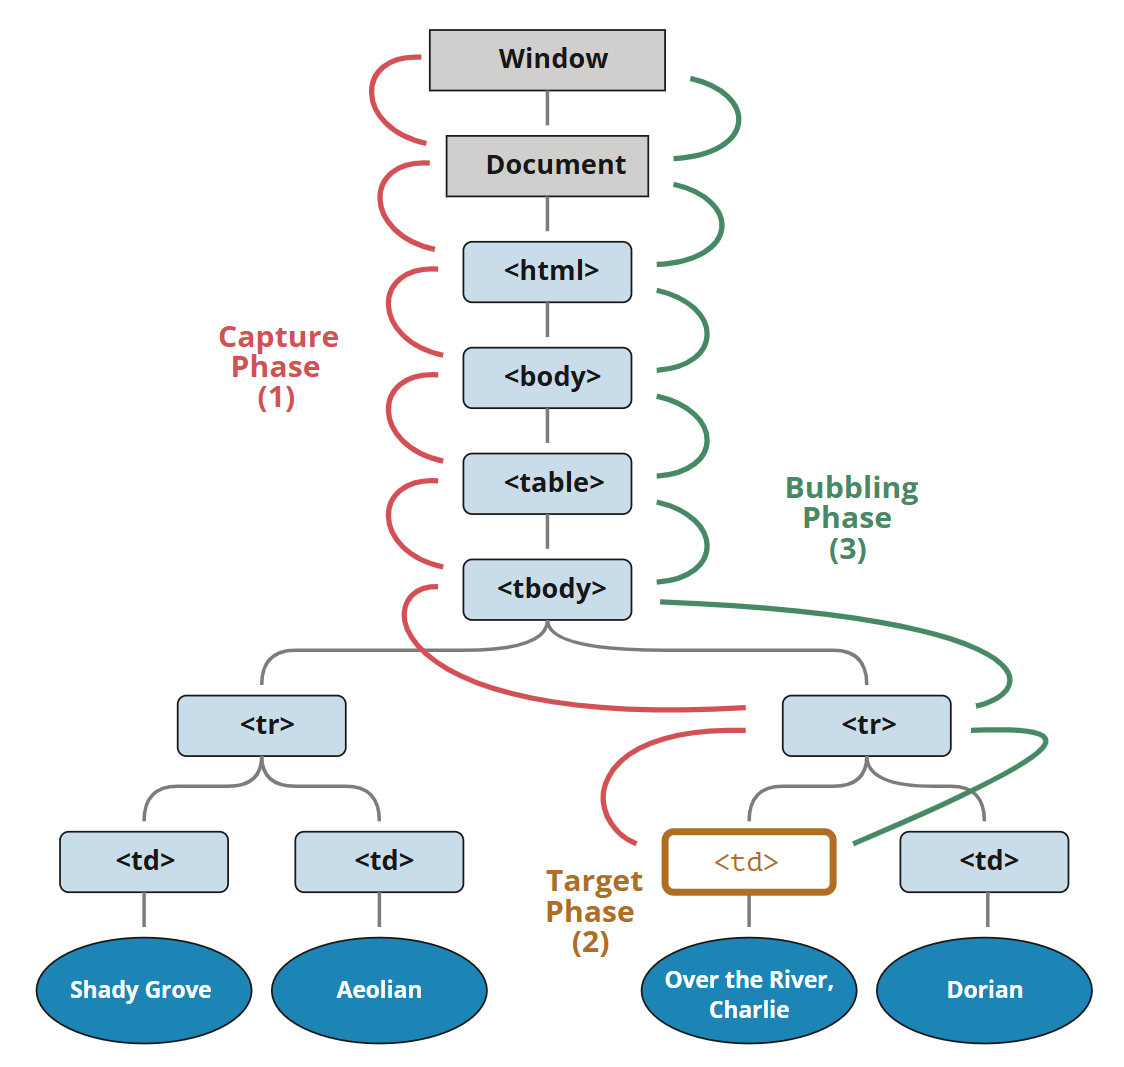 Window
Document
<html>
Capture
Phase
(1)
<body>
<table>
Bubbling
Phase
(3)
<tbody>
<tr>
<tr>
<td>
<td>
<td>
<td>
Target
Phase
(2)
Shady Grove
Aeolian
Over the River,
Charlie
Dorian